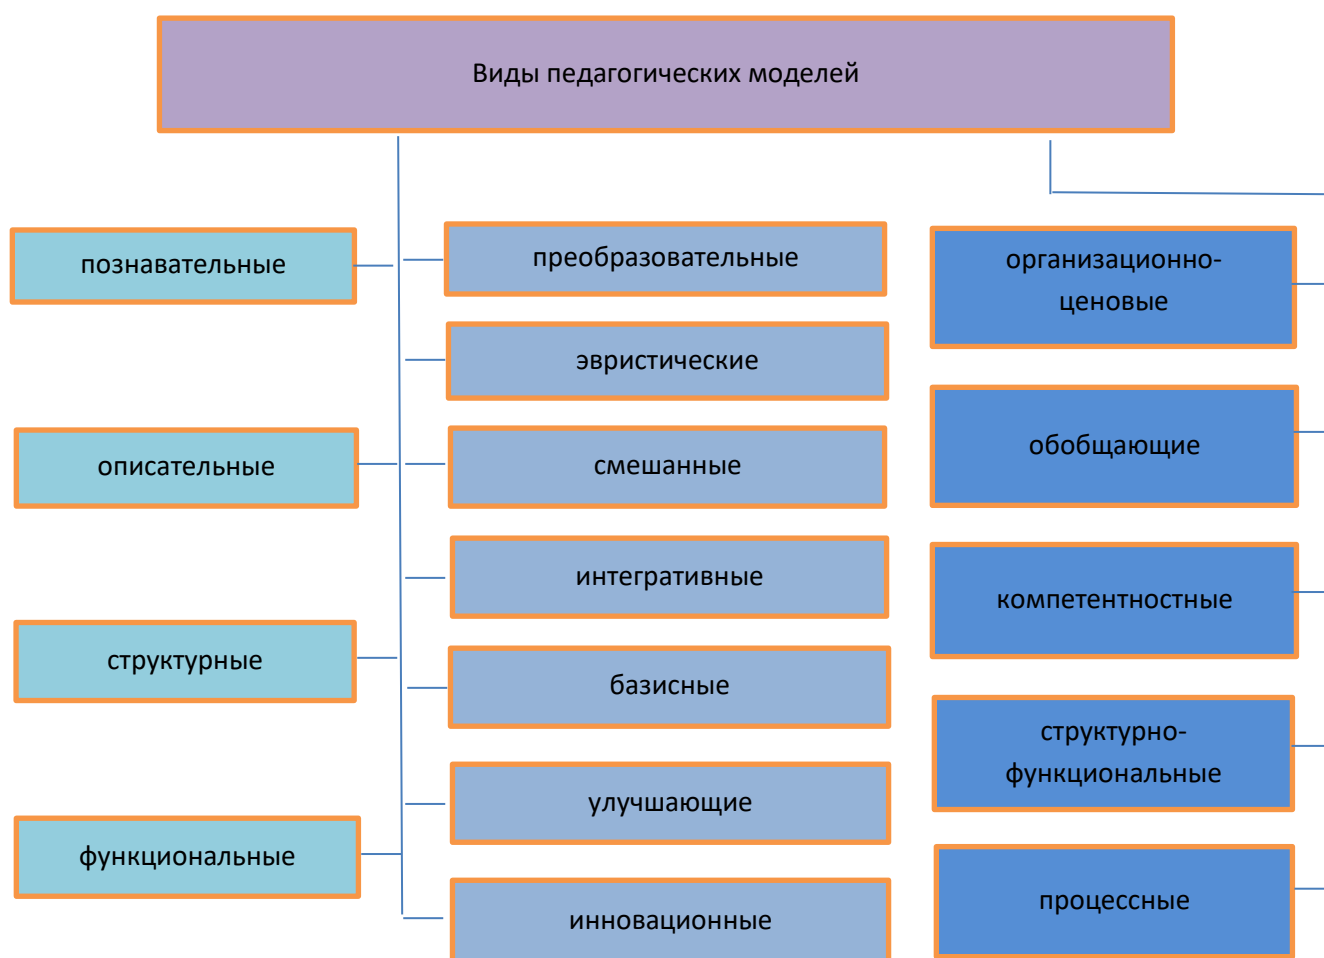 Виды педагогических моделей
познавательные
описательные
структурные
функциональные
преобразовательные
эвристические
смешанные
интегративные
базисные
улучшающие
инновационные
организационно-
ценовые
обобщающие
компетентностные
структурно-
функциональные
процессные